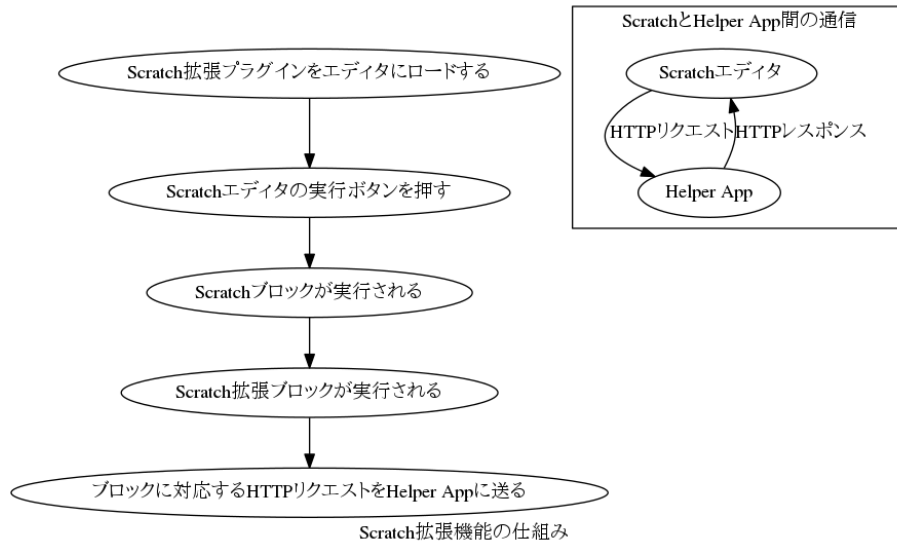 Scratch拡張プラグインをエディタにロードする
Scratchエディタの実行ボタンを押す
Scratchブロックが実行される
Scratch拡張ブロックが実行される
ブロックに対応するHTTPリクエストをHelper Appに送る
Scratch拡張機能の仕組み
ScratchとHelper App間の通信
Scratchエディタ
HTTPリクエスト
HTTPレスポンス
Helper App